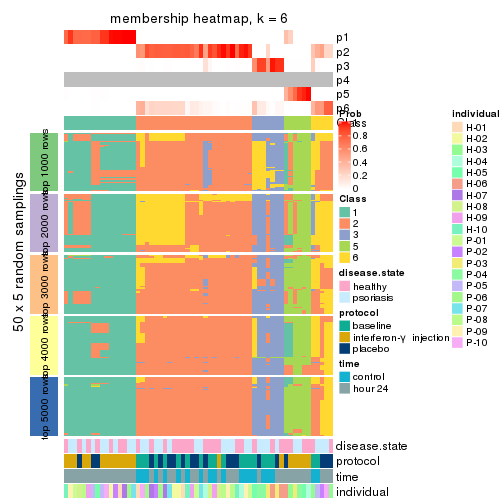 membership heatmap, k = 6
p1
p2
p3
p4
p5
p6
Class
50 x 5 random samplings
top 1000 rows
top 2000 rows
top 3000 rows
top 4000 rows
top 5000 rows
disease.state
protocol
time
individual
Prob
1
0.8
0.6
0.4
0.2
0
Class
1
2
3
5
6
disease.state
healthy
psoriasis
protocol
baseline
interferon-γ injection
placebo
time
control
hour 24
individual
H-01
H-02
H-03
H-04
H-05
H-06
H-07
H-08
H-09
H-10
P-01
P-02
P-03
P-04
P-05
P-06
P-07
P-08
P-09
P-10